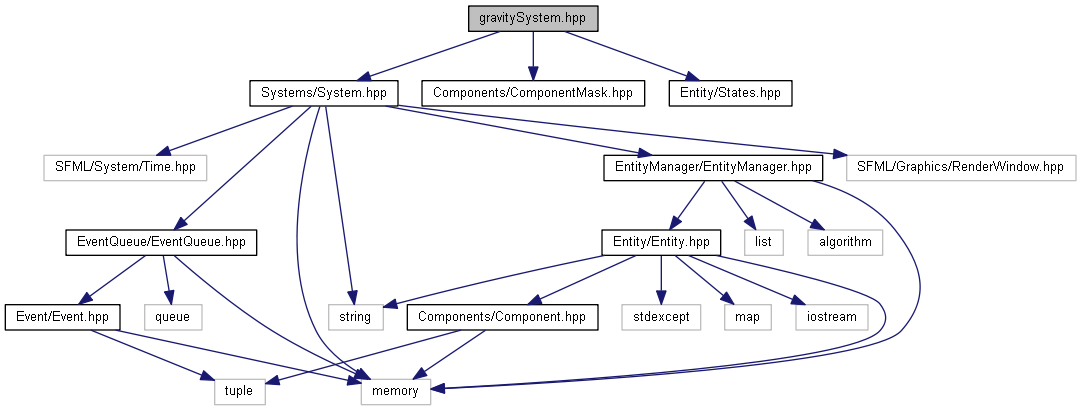 gravitySystem.hpp
Systems/System.hpp
Components/ComponentMask.hpp
Entity/States.hpp
SFML/System/Time.hpp
EntityManager/EntityManager.hpp
SFML/Graphics/RenderWindow.hpp
EventQueue/EventQueue.hpp
Entity/Entity.hpp
list
algorithm
Event/Event.hpp
queue
string
Components/Component.hpp
stdexcept
map
iostream
tuple
memory